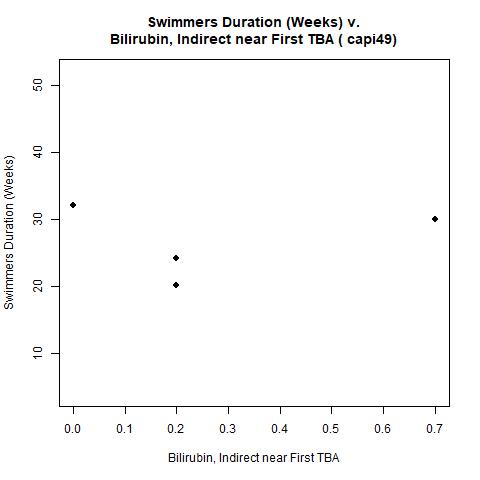 Swimmers Duration (Weeks) v.
Bilirubin, Indirect near First TBA ( capi49)
Swimmers Duration (Weeks)
50
40
30
20
10
0.0 0.1 0.2 0.3 0.4 0.5 0.6 0.7
Bilirubin, Indirect near First TBA